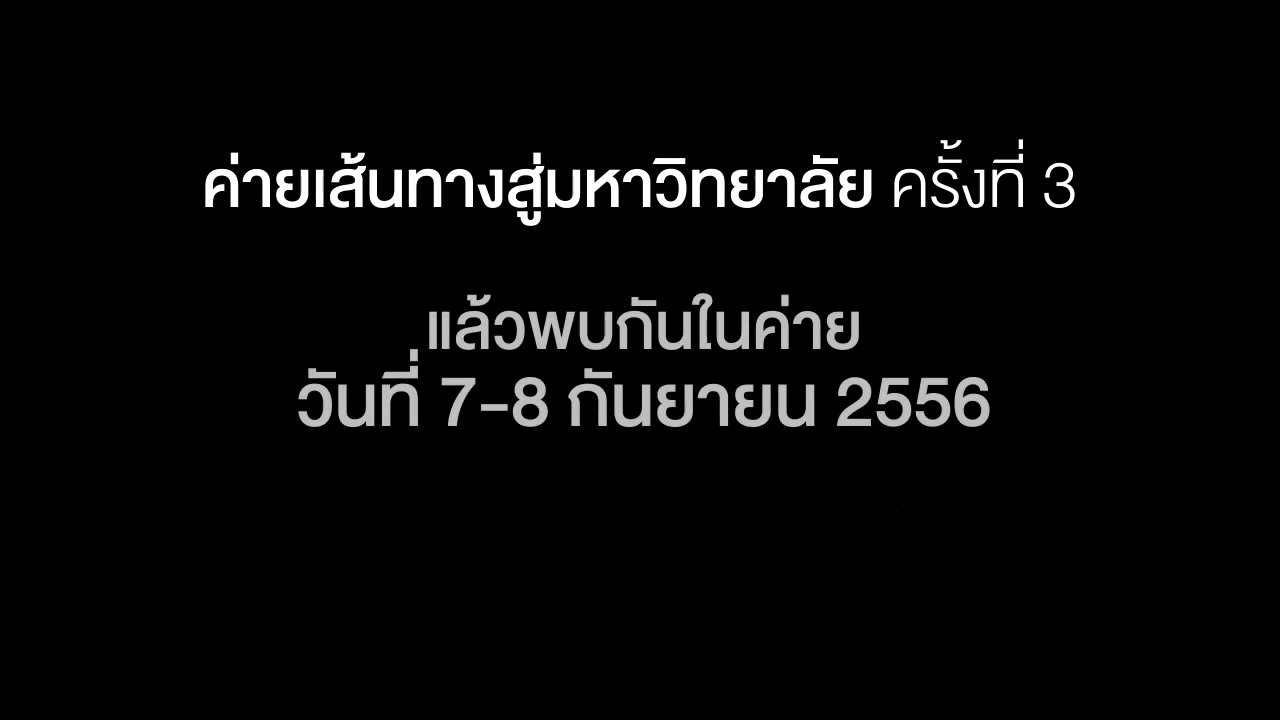 ค่ายเส้นทางสู่มหาวิทยาลัย ครั้งที่ 3
แล้วพบกันในค่าย
วันที่ 7-8 กันยายน 2556